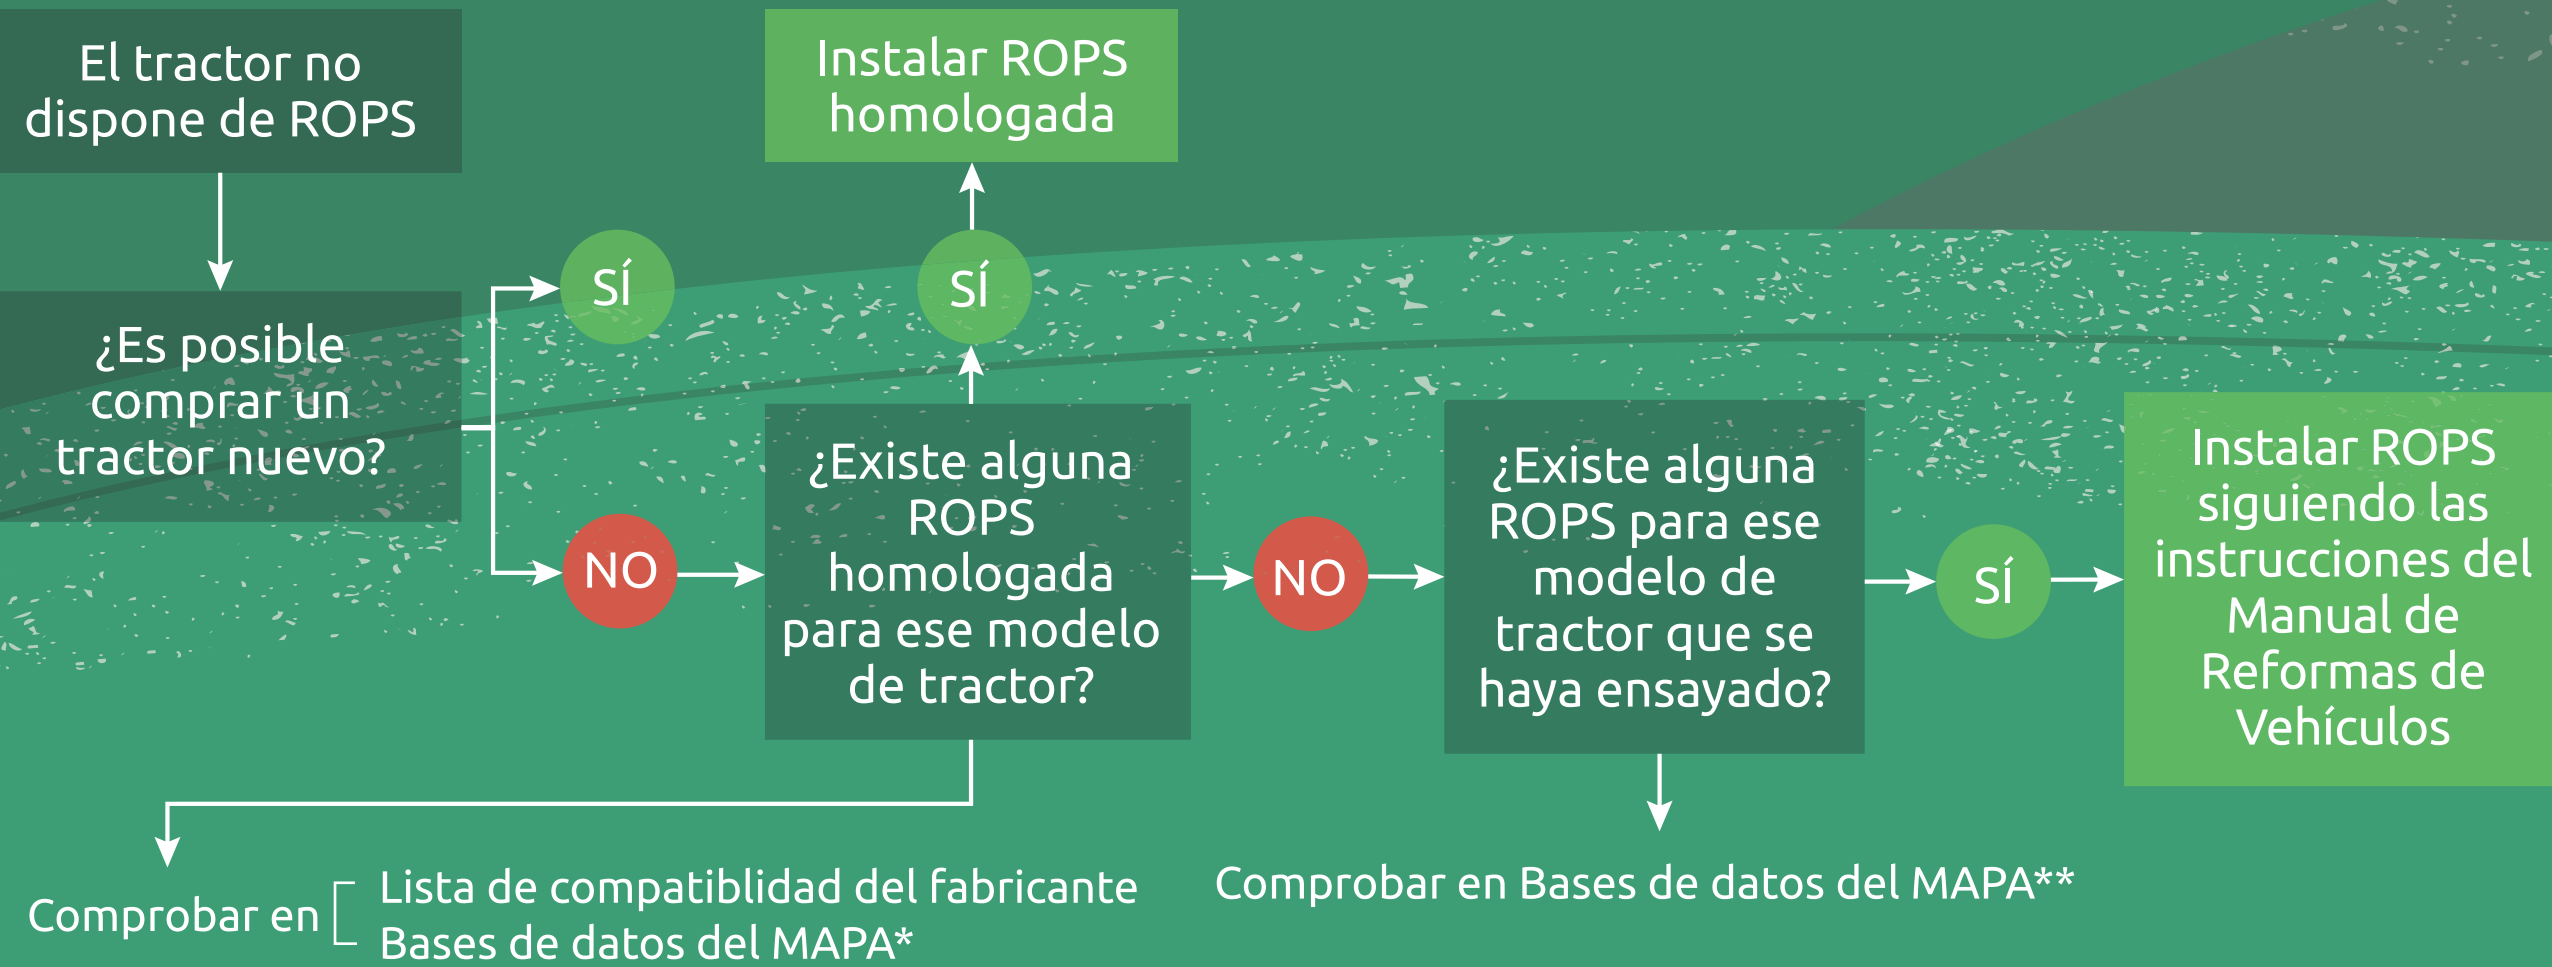 El tractor no
dispone de ROPS
¿Es posible
comprar un
tractor nuevo?
SÍ
NO
Instalar ROPS
homologada
SÍ
¿Existe alguna
ROPS
homologada
para ese modelo
de tractor?
NO
¿Existe alguna
ROPS para ese
modelo de
tractor que se
haya ensayado?
SÍ
Instalar ROPS
siguiendo las
instrucciones del
Manual de
Reformas de
Vehículos
Comprobar en
Lista de compatiblidad del fabricante
Bases de datos del MAPA*
Comprobar en Bases de datos del MAPA**